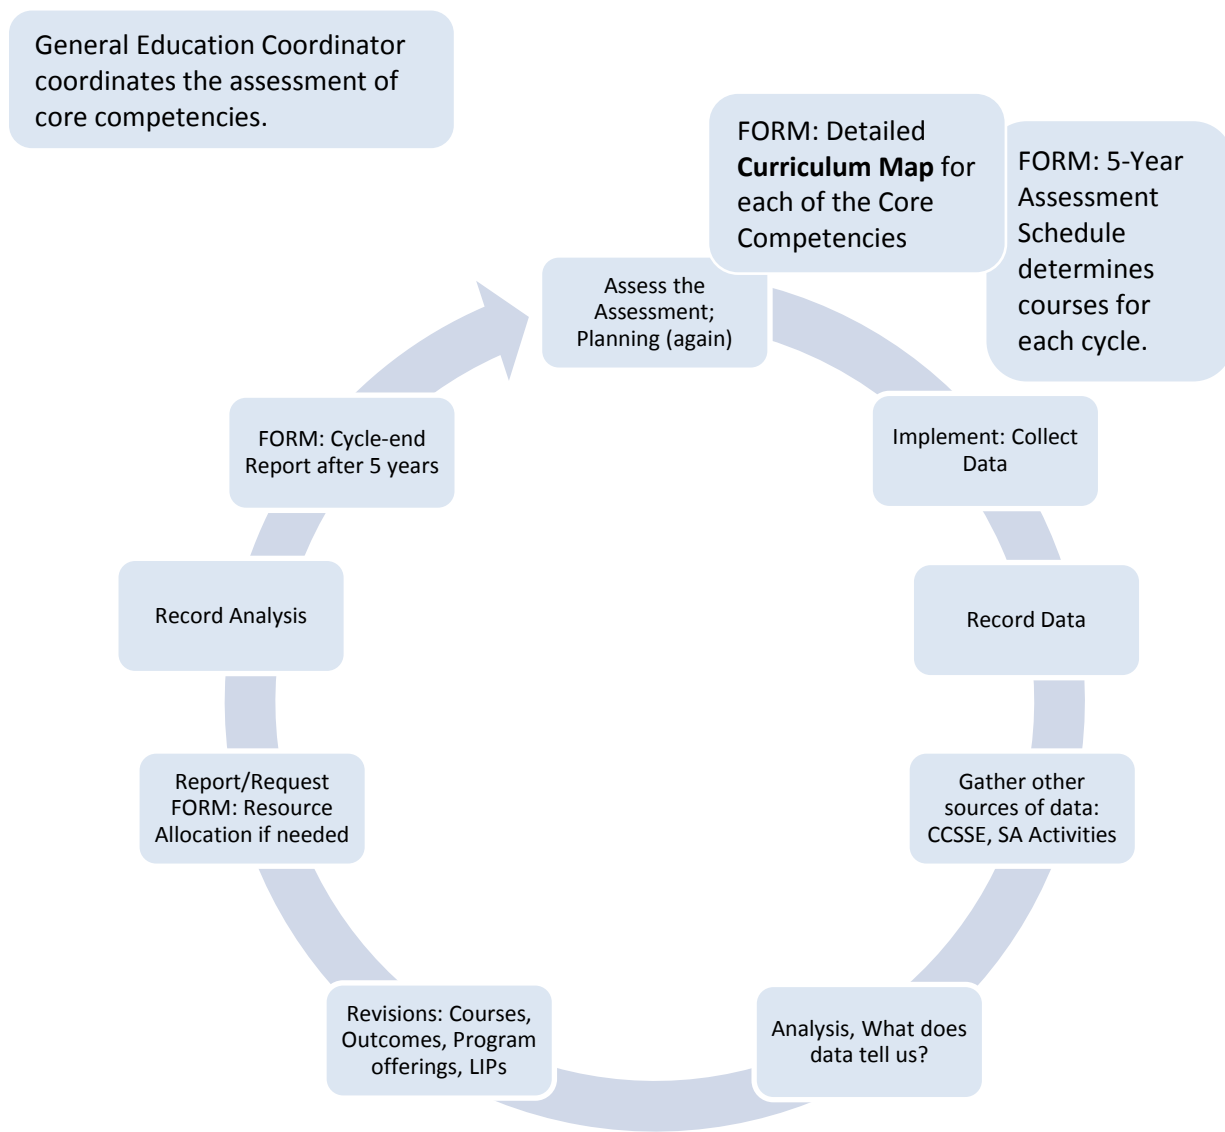 General Education Coordinator
coordinates the assessment of
core competencies.
FORM: Detailed
Curriculum Map for
each of the Core
Competencies
FORM: 5-Year
Assessment
Schedule
determines
courses for
each cycle.
Assess the
Assessment;
Planning (again)
Implement: Collect
Data
Record Data
Gather other
sources of data:
CCSSE, SA Activities
Analysis, What does
data tell us?
Revisions: Courses,
Outcomes, Program
offerings, LIPs
Report/Request
FORM: Resource
Allocation if needed
Record Analysis
FORM: Cycle-end
Report after 5 years